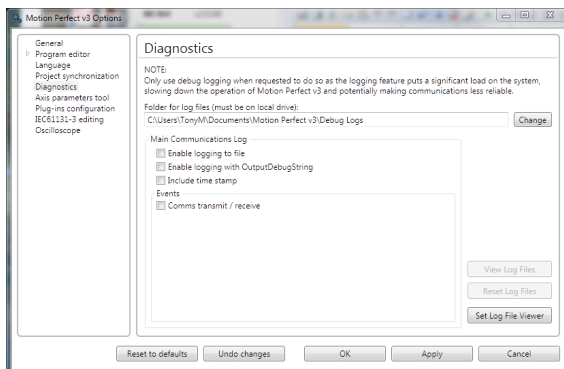 Motion Perfect v3 Options
General
Program editor
Language
Project synchronization
Diagnostics
Axis parameters tool
Plug-ins configuration
IEC61131-3 editing
Oscilloscope
Diagnostics
NOTE:
Only use debug logging when requested to do so as the logging feature puts a significant load on the system,
slowing down the operation of Motion Perfect v3 and potentially making communications less reliable.
Folder for log files (must be on local drive):
C:\Users\TonyM\Documents\Motion Perfect v3\Debug Logs
Change
Main Communications Log
Enable logging to file
Enable logging with OutputDebugString
Include time stamp
Events
Comms transmit / receive
View Log Files
Reset Log Files
Set Log File Viewer
Reset to defaults
Undo changes
OK
Apply
Cancel